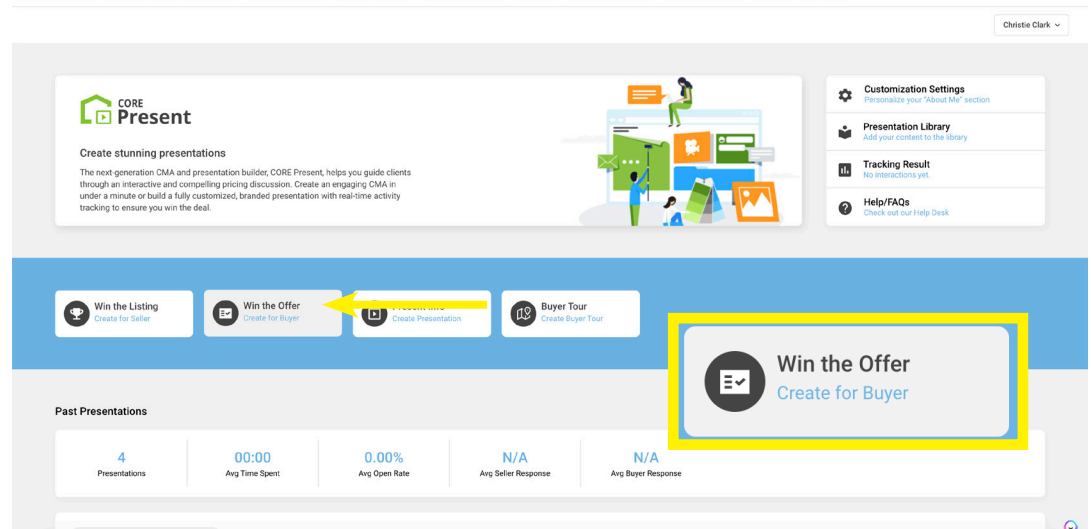 Christie Clark
CORE
Present
Create stunning presentations
The next-generation CMA and presentation builder, CORE Present, helps you guide clients
through an interactive and compelling pricing discussion. Create an engaging CMA in
under a minute or build a fully customized, branded presentation with real-time activity
tracking to ensure you win the deal.
Customization Settings
Personalize your "About Me" section
Presentation Library
Add your content to the library
Tracking Result
No interactions yet.
Help/FAQs
Check out our Help Desk
Win the Listing
Create for Seller
Win the Offer
Create for Buyer
Create Presentation
Buyer Tour
Create Buyer Tour
Win the Offer
Create for Buyer
Past Presentations
4
Presentations
00:00
Avg Time Spent
0.00%
Avg Open Rate
N/A
Avg Seller Response
N/A
Avg Buyer Response